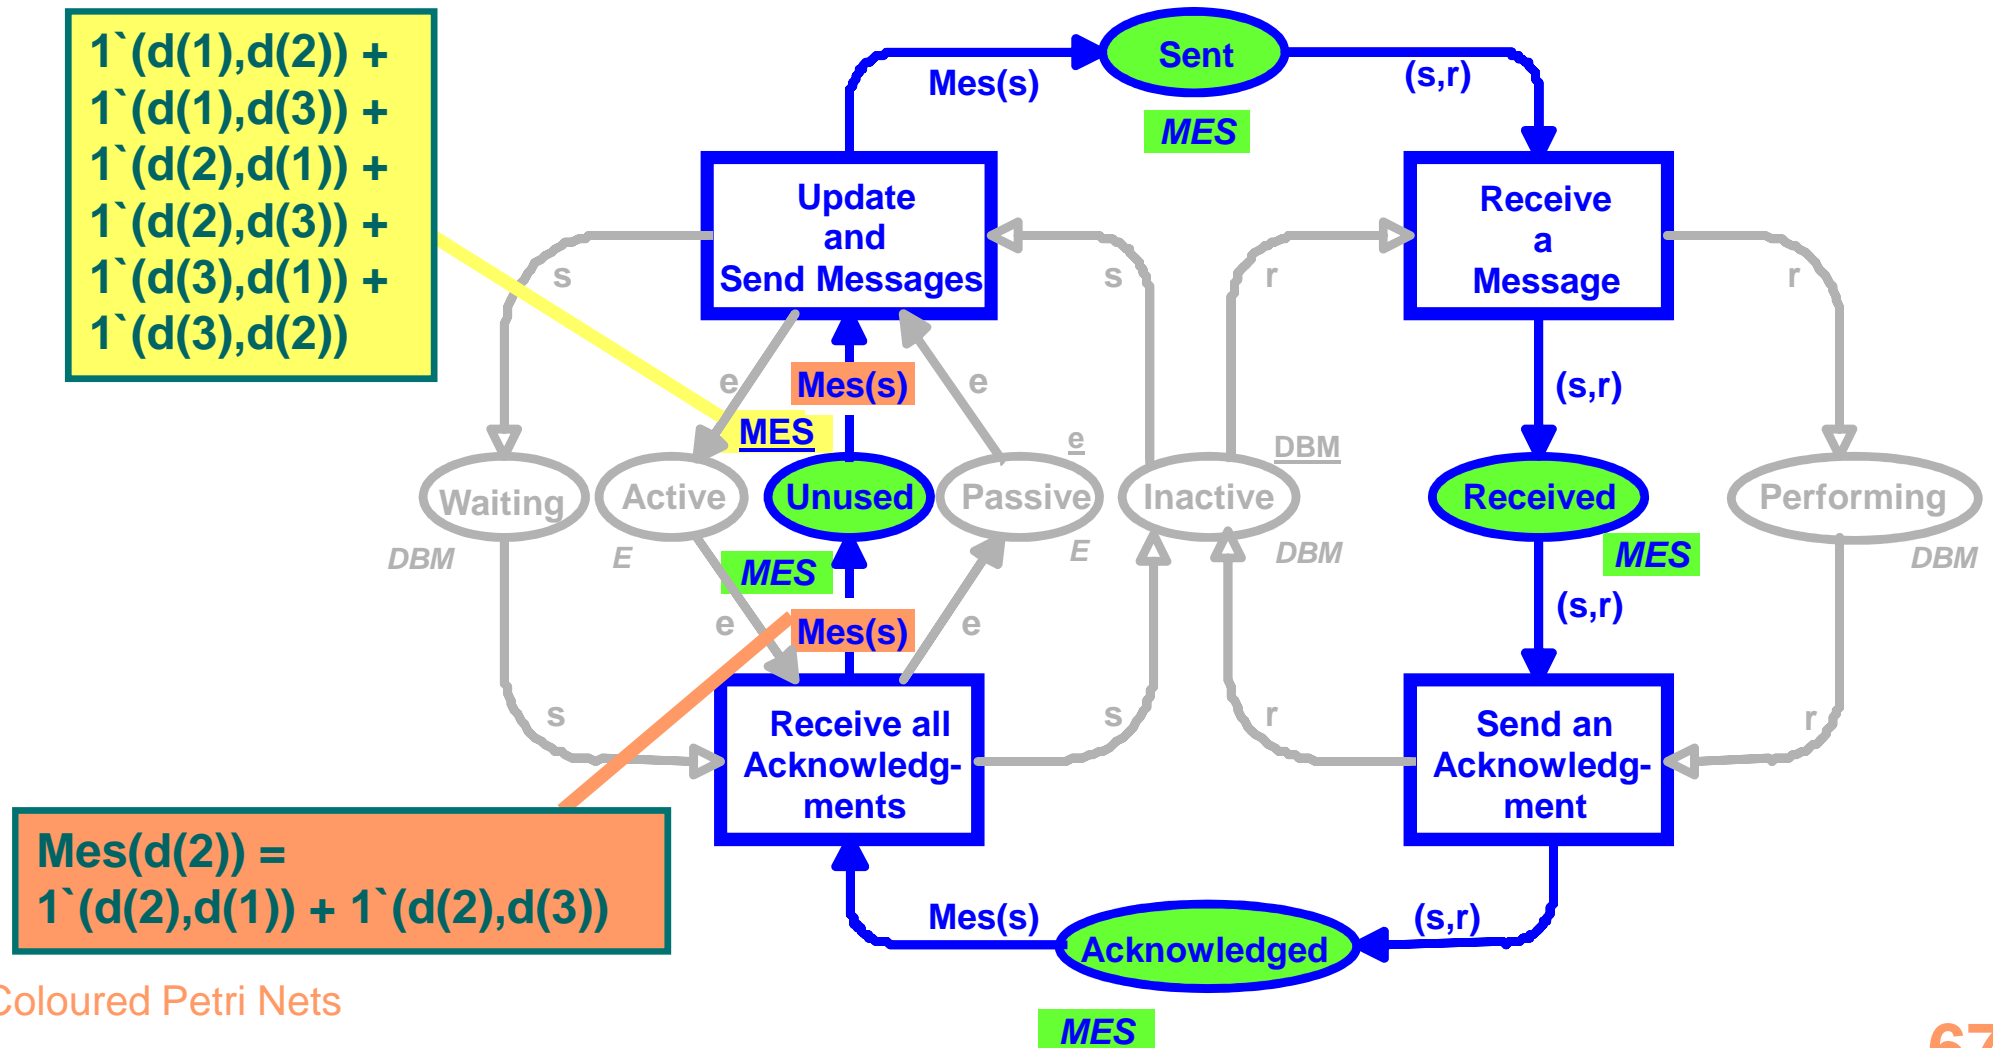 1`(d(1),d(2)) +
1`(d(1),d(3)) +
1`(d(2),d(1)) +
1`(d(2),d(3)) +
1`(d(3),d(1)) +
1`(d(3),d(2))
Sent
Mes(s)
(s,r)
MES
Update
and
Send Messages
Receive
a
Message
s
s
r
r
e
Mes(s)
e
(s,r)
MES
e
DBM
Waiting
Active
Unused
Passive
Inactive
Received
Performing
DBM
E
MES
E
DBM
MES
DBM
e
Mes(s)
e
(s,r)
s
s
r
r
Receive all
Acknowledg-
ments
Send an
Acknowledg-
ment
Mes(d(2)) =
1`(d(2),d(1)) + 1`(d(2),d(3))
Mes(s)
Acknowledged
(s,r)
MES
Coloured Petri Nets
67